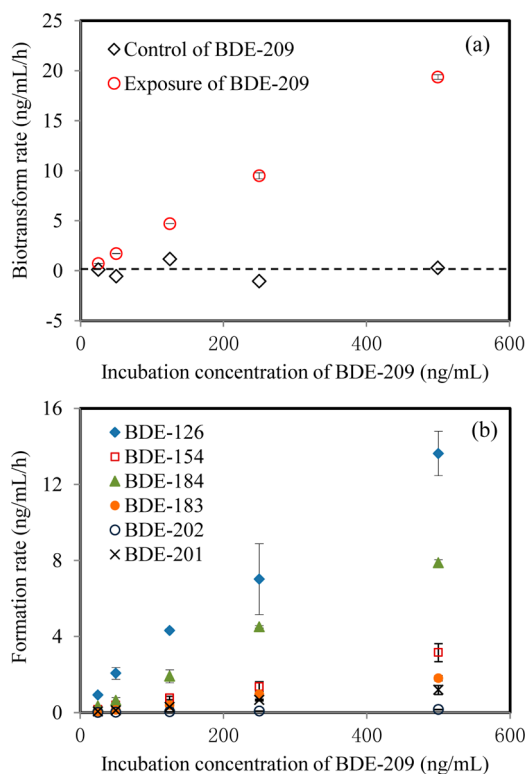 (a)
Control of BDE-209
Exposure of BDE-209
Biotransform rate (ng/mL/h)
25
20
15
10
5
0
-5
0 200 400 600
Incubation concentration of BDE-209 (ng/mL)
(b)
BDE-126
BDE-154
BDE-184
BDE-183
BDE-202
BDE-201
Formation rate (ng/mL/h)
16
12
8
4
0
0 200 400 600
Incubation concentration of BDE-209 (ng/mL)